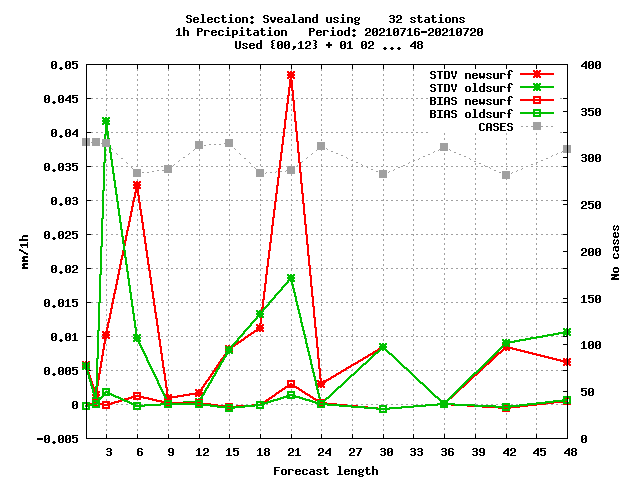 Selection: Svealand using    32 stations
1h Precipitation   Period: 20210716-20210720
Used {00,12} + 01 02 ... 48
STDV newsurf
STDV oldsurf
BIAS newsurf
BIAS oldsurf
CASES
0.05
0.045
0.04
0.035
0.03
0.025
0.02
0.015
0.01
0.005
0
-0.005
mm/1h
400
350
300
250
200
150
100
50
0
No cases
3 6 9 12 15 18 21 24 27 30 33 36 39 42 45 48
Forecast length